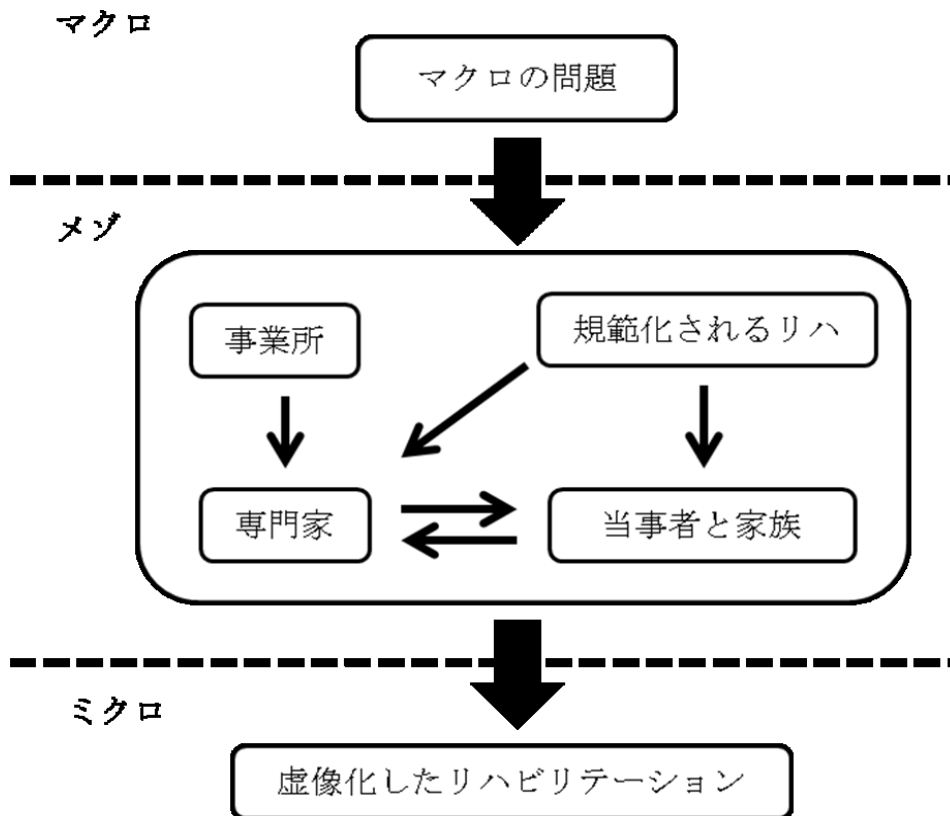 マクロ
マクロの問題
メゾ
事業所
規範化されるリハ
専門家
当事者と家族
ミクロ
虚像化したリハビリテーション